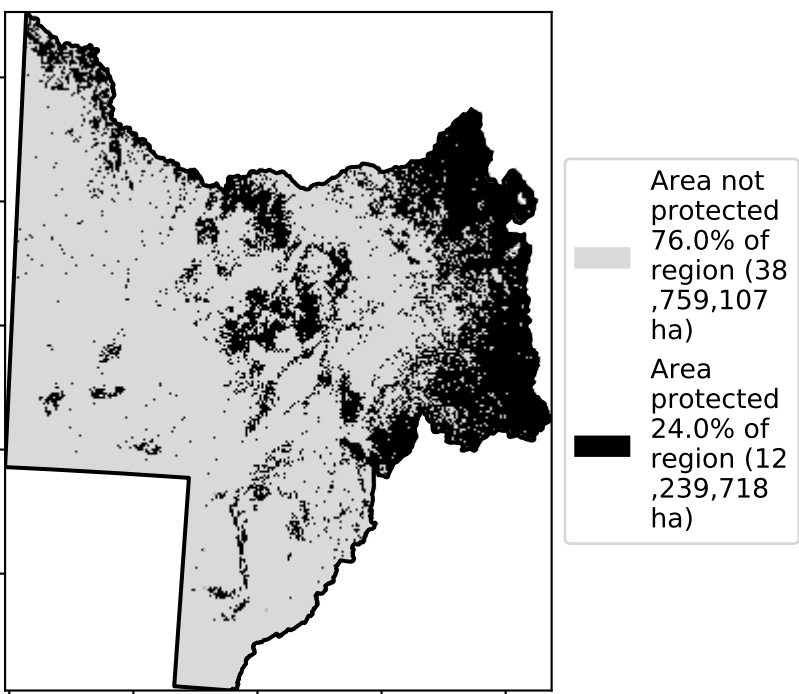 Area not
protected
76.0% of
region (38
,759,107
ha)
Area
protected
24.0% of
region (12
,239,718
ha)